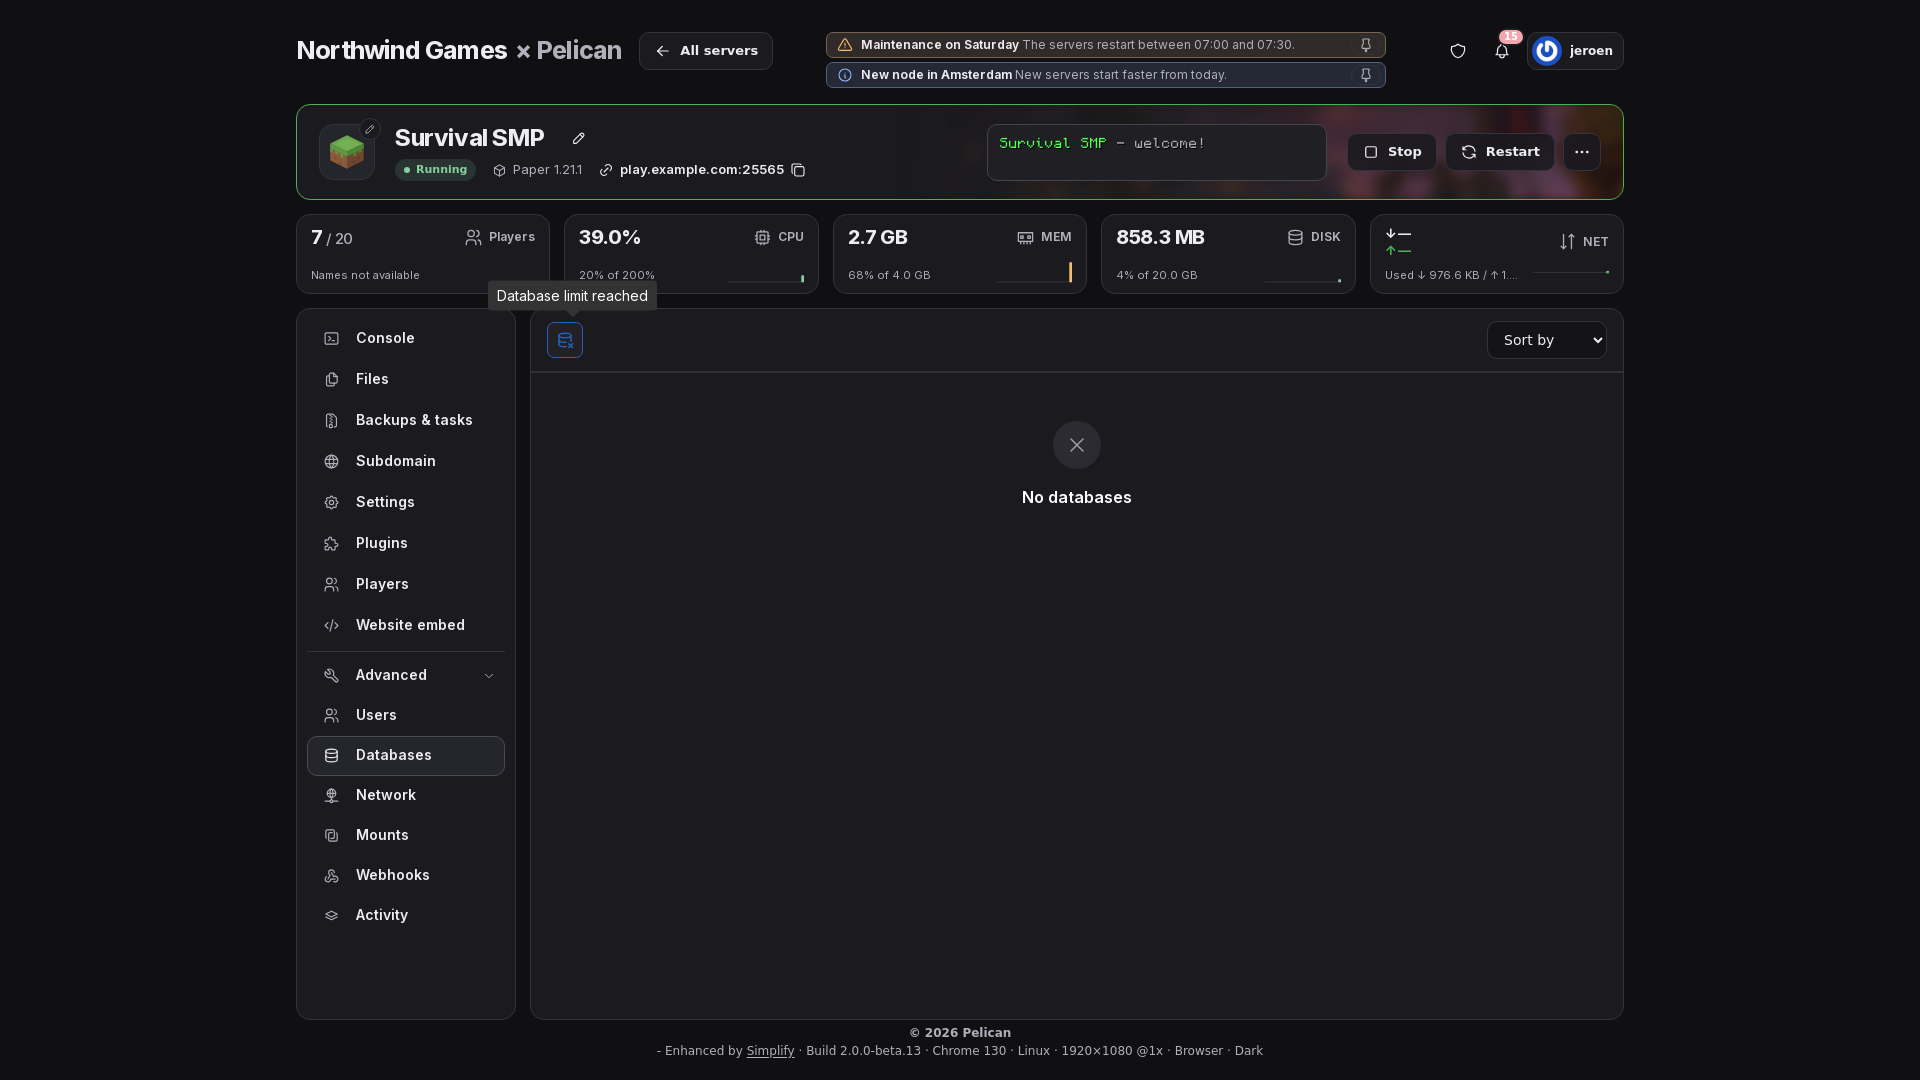 Northwind Games × Pelican
All servers
Maintenance on Saturday The servers restart between 07:00 and 07:30.
New node in Amsterdam New servers start faster from today.
15
jeroen
Survival SMP
Running
Paper 1.21.1
play.example.com:25565
Survival SMP - welcome!
Stop
Restart
7 / 20
Players
Names not available
39.0%
CPU
20% of 200%
2.7 GB
MEM
68% of 4.0 GB
858.3 MB
DISK
4% of 20.0 GB
↓—
↑—
NET
Used ↓ 976.6 KB / ↑ 1....
Database limit reached
Console
Files
Backups & tasks
Subdomain
Settings
Plugins
Players
Website embed
Advanced
Users
Databases
Network
Mounts
Webhooks
Activity
Sort by
No databases
© 2026 Pelican
- Enhanced by Simplify · Build 2.0.0-beta.13 · Chrome 130 · Linux · 1920×1080 @1x · Browser · Dark